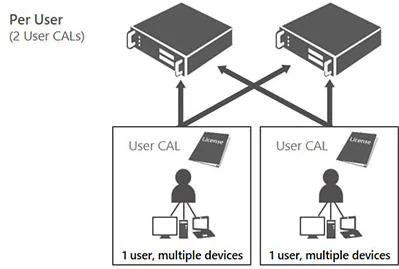 Per User
(2 User CALs)
User CAL
License
1 user, multiple devices
User CAL
License
1 user, multiple devices